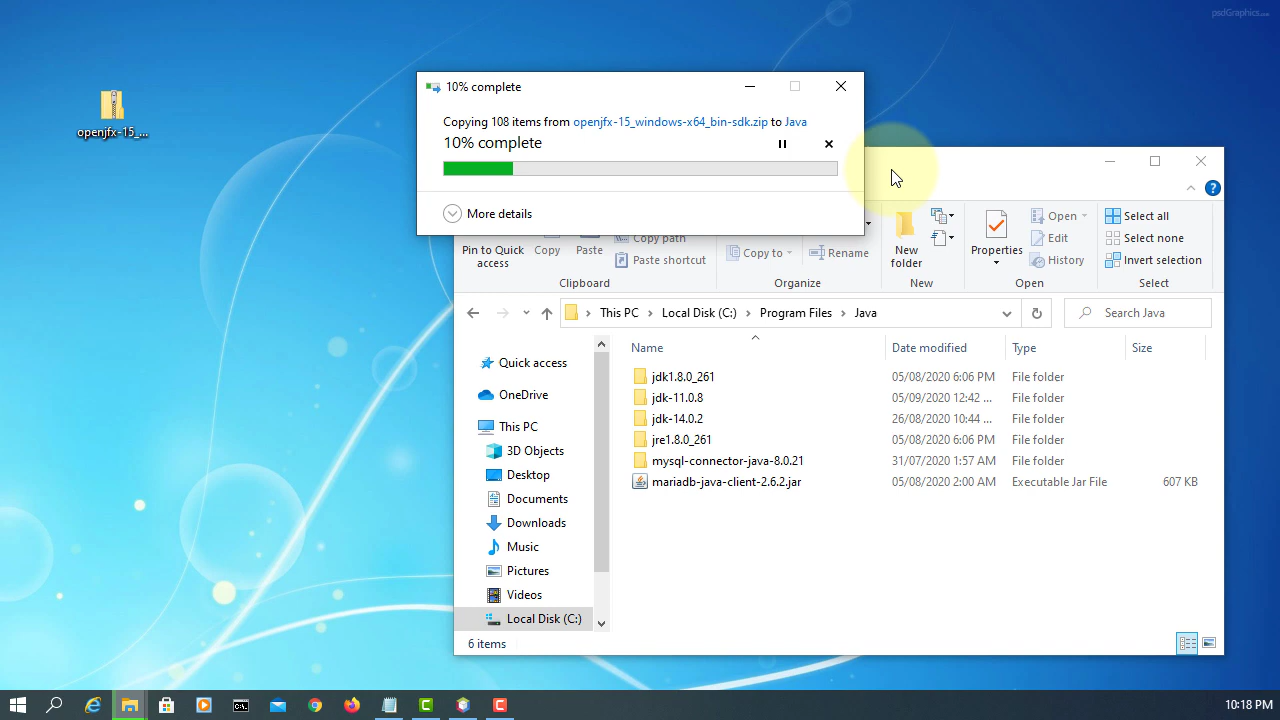 psdGraphics.com
openjfx-15_...
10% complete
Copying 108 items from openjfx-15_windows-x64_bin-sdk.zip to Java
10% complete
More details
Pin to Quick access
Copy
Paste
Copy path
Paste shortcut
Clipboard
Copy to
Rename
Organize
New folder
New
Properties
Open
Edit
History
Open
Select all
Select none
Invert selection
Select
This PC > Local Disk (C:) > Program Files > Java
Search Java
Name Date modified Type Size
Quick access
OneDrive
This PC
3D Objects
Desktop
Documents
Downloads
Music
Pictures
Videos
Local Disk (C:)
jdk1.8.0_261 05/08/2020 6:06 PM File folder
jdk-11.0.8 05/09/2020 12:42 ... File folder
jdk-14.0.2 26/08/2020 10:44 ... File folder
jre1.8.0_261 05/08/2020 6:06 PM File folder
mysql-connector-java-8.0.21 31/07/2020 1:57 AM File folder
mariadb-java-client-2.6.2.jar 05/08/2020 2:00 AM Executable Jar File 607 KB
6 items
10:18 PM